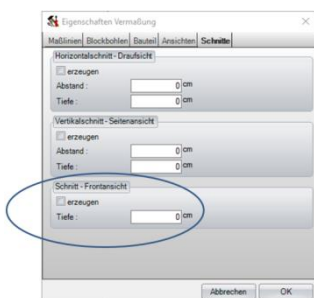 Eigenschaften Vermaßung
Maßlinien Blockbohlen Bauteil Ansichten Schnitte
Horizontalschnitt - Draufsicht
erzeugen
Abstand : 0 cm
Tiefe : 0 cm
Vertikalschnitt - Seitenansicht
erzeugen
Abstand : 0 cm
Tiefe : 0 cm
Schnitt - Frontansicht
erzeugen
Tiefe : 0 cm
Abbrechen OK